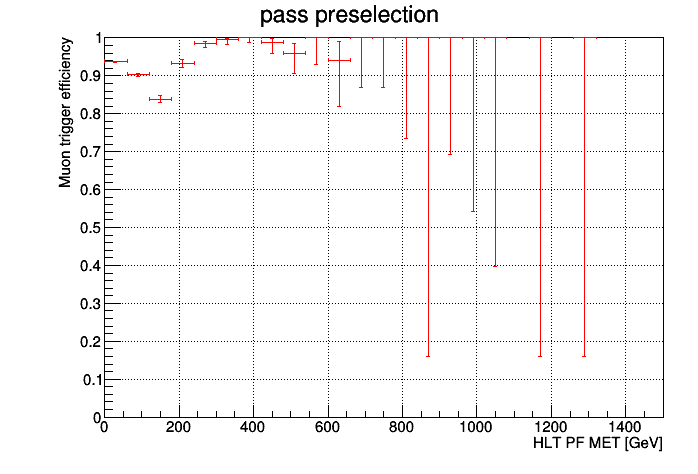 pass preselection
Muon trigger efficiency
1
0.9
0.8
0.7
0.6
0.5
0.4
0.3
0.2
0.1
0
0 200 400 600 800 1000 1200 1400
HLT PF MET [GeV]